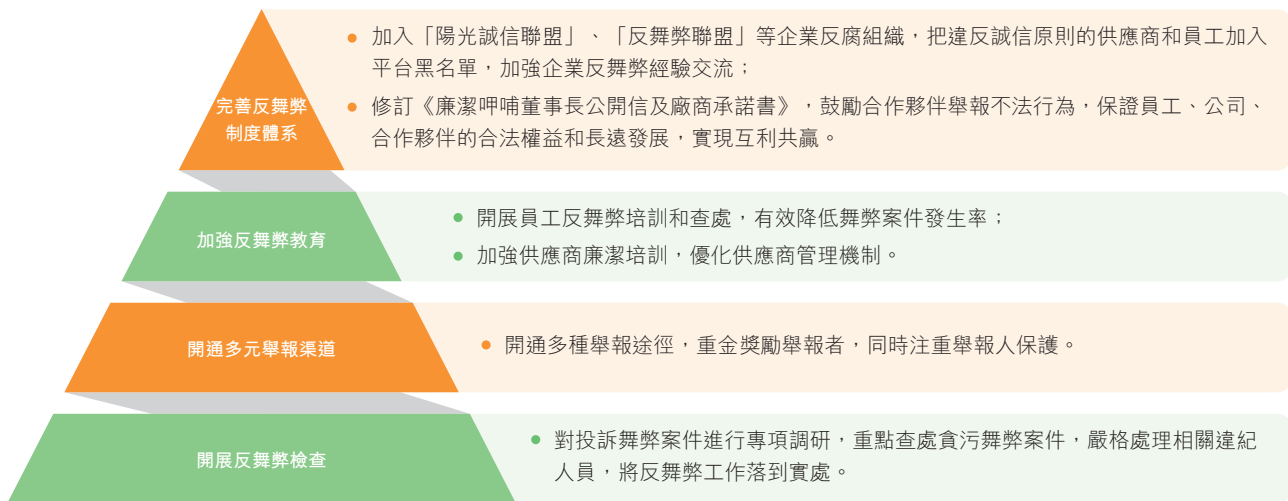 完善反舞弊
制度體系
加入「陽光誠信聯盟」、「反舞弊聯盟」等企業反腐組織，把違反誠信原則的供應商和員工加入
平台黑名單，加強企業反舞弊經驗交流；
修訂《廉潔呷哺董事長公開信及廠商承諾書》，鼓勵合作夥伴舉報不法行為，保證員工、公司、
合作夥伴的合法權益和長遠發展，實現互利共贏。
加強反舞弊教育
開展員工反舞弊培訓和查處，有效降低舞弊案件發生率；
加強供應商廉潔培訓，優化供應商管理機制。
開通多元舉報渠道
開通多種舉報途徑，重金獎勵舉報者，同時注重舉報人保護。
開展反舞弊檢查
對投訴舞弊案件進行專項調研，重點查處貪污舞弊案件，嚴格處理相關違紀
人員，將反舞弊工作落到實處。